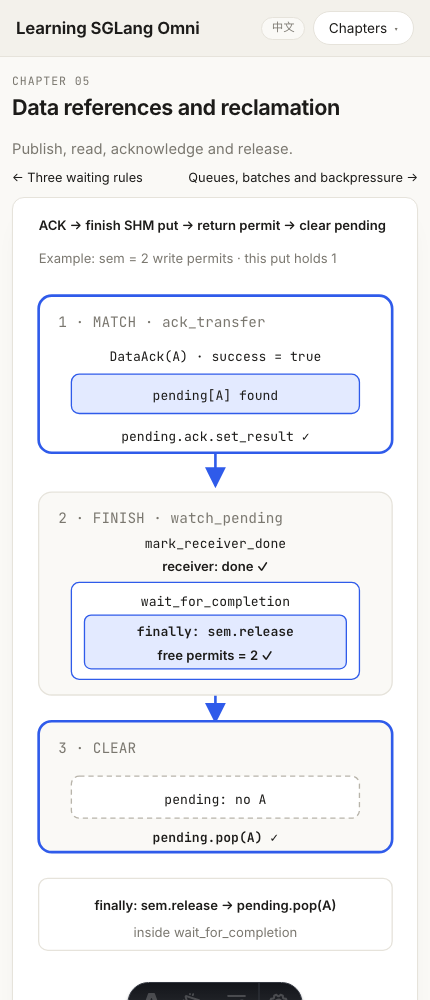 Learning SGLang Omni
中文
Chapters
CHAPTER 05
Data references and reclamation
Publish, read, acknowledge and release.
← Three waiting rules
Queues, batches and backpressure →
ACK → finish SHM put → return permit → clear pending
Example: sem = 2 write permits · this put holds 1
1 · MATCH · ack_transfer
DataAck(A) · success = true
pending[A] found
pending.ack.set_result ✓
2 · FINISH · watch_pending
mark_receiver_done
receiver: done ✓
wait_for_completion
finally: sem.release
free permits = 2 ✓
3 · CLEAR
pending: no A
pending.pop(A) ✓
finally: sem.release → pending.pop(A)
inside wait_for_completion